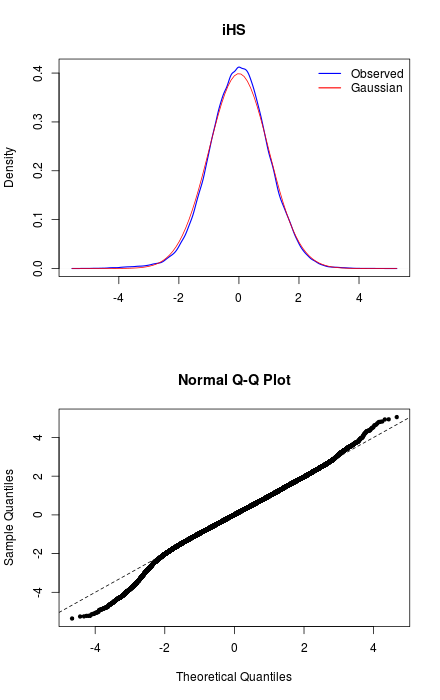 iHS
Density
0.0
0.1
0.2
0.3
0.4
Observed
Gaussian
-4
-2
0
2
4
Normal Q-Q Plot
Sample Quantiles
-4
-2
0
2
4
-4
-2
0
2
4
Theoretical Quantiles